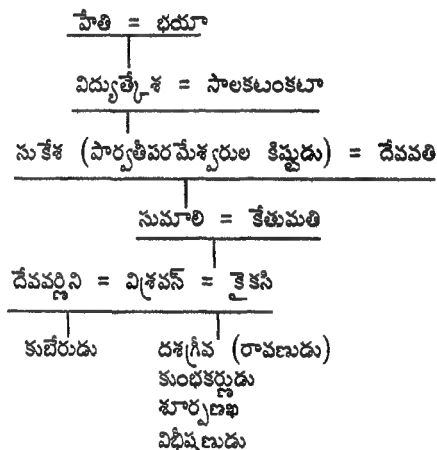 హేతి = భయా
విద్యుత్కేశ = సాలకటంకటా
సుకేశ (పార్వతీపరమేశ్వరుల కిష్టుడు) = దేవవతి
సుమాలి = కేతుమతి
దేవవర్ణిని = విశ్రవస్ = కైకసి
కుబేరుడు దశగ్రీవ (రావణుడు)
కుంభకర్ణుడు
శూర్పణఖ
విభీషణుడు